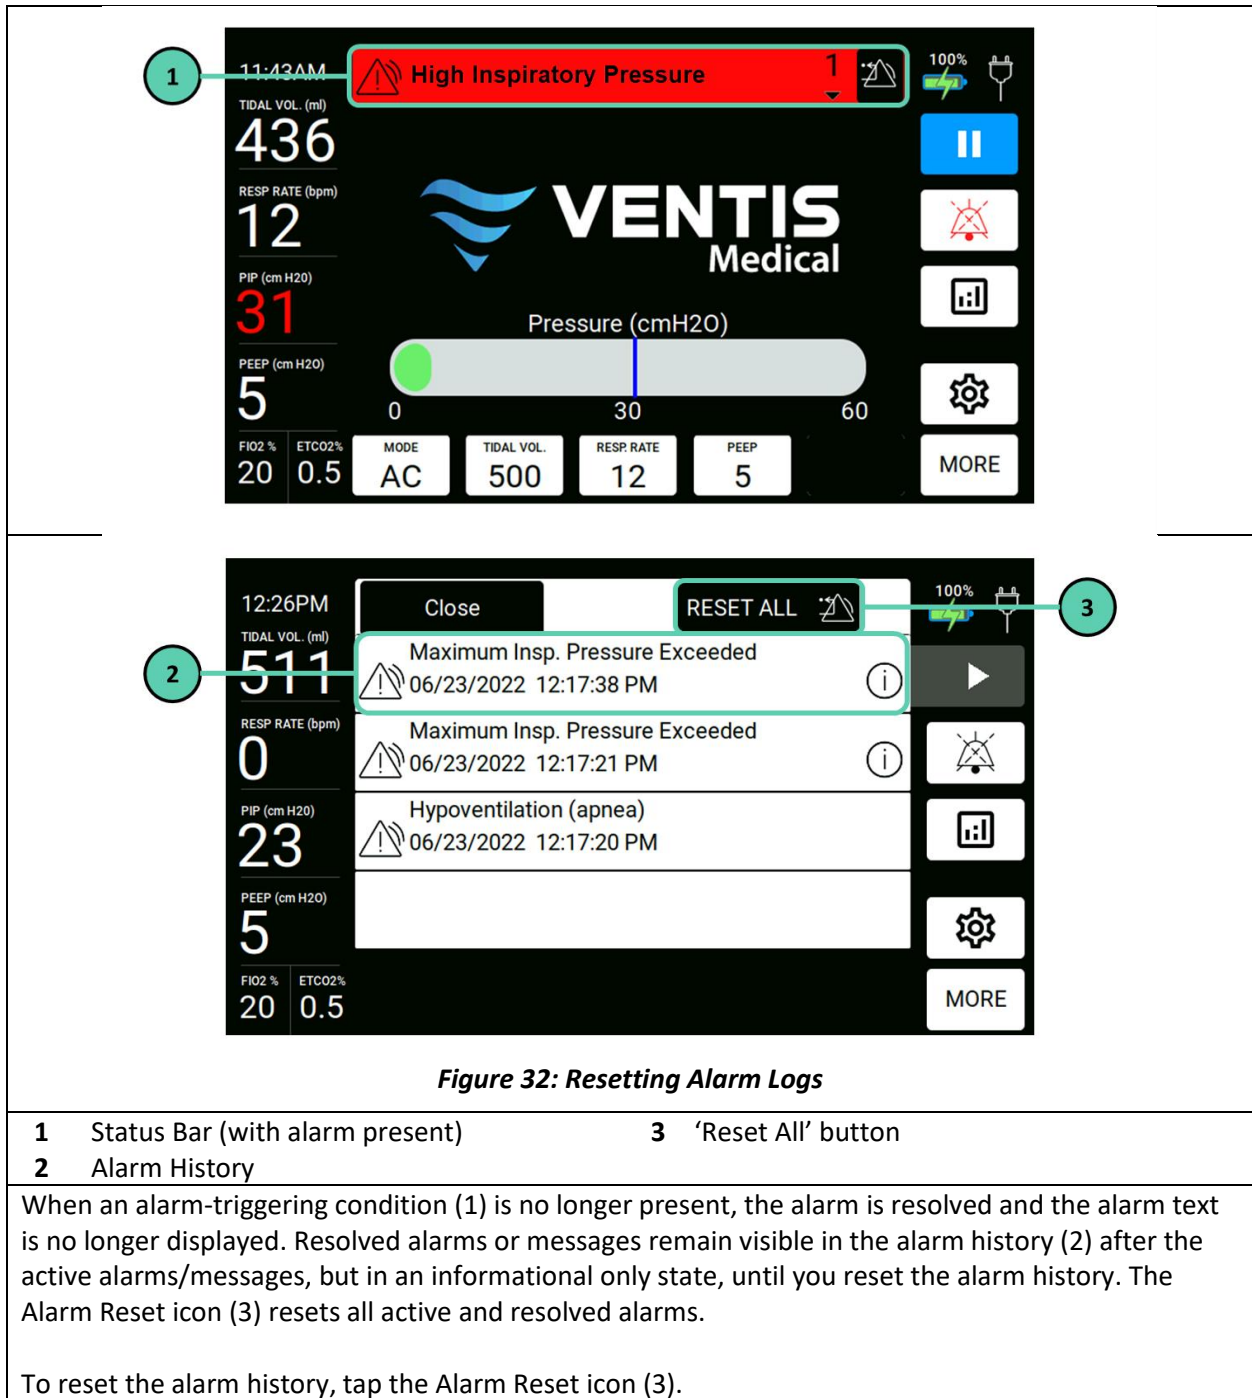 1
11:43AM
High Inspiratory Pressure
1
100%
TIDAL VOL. (ml)
436
RESP RATE (bpm)
12
VENTIS
Medical
PIP (cm H20)
31
Pressure (cmH2O)
PEEP (cm H2O)
5
0 30 60
FIO2 % ETCO2%
20 0.5
MODE
AC
TIDAL VOL.
500
RESP. RATE
12
PEEP
5
MORE
12:26PM
Close
RESET ALL
100%
3
TIDAL VOL. (ml)
511
2
Maximum Insp. Pressure Exceeded
06/23/2022 12:17:38 PM
i
RESP RATE (bpm)
0
Maximum Insp. Pressure Exceeded
06/23/2022 12:17:21 PM
i
PIP (cm H20)
23
Hypoventilation (apnea)
06/23/2022 12:17:20 PM
PEEP (cm H2O)
5
FIO2 % ETCO2%
20 0.5
MORE
Figure 32: Resetting Alarm Logs
1 Status Bar (with alarm present) 3 ‘Reset All’ button
2 Alarm History
When an alarm-triggering condition (1) is no longer present, the alarm is resolved and the alarm text
is no longer displayed. Resolved alarms or messages remain visible in the alarm history (2) after the
active alarms/messages, but in an informational only state, until you reset the alarm history. The
Alarm Reset icon (3) resets all active and resolved alarms.
To reset the alarm history, tap the Alarm Reset icon (3).